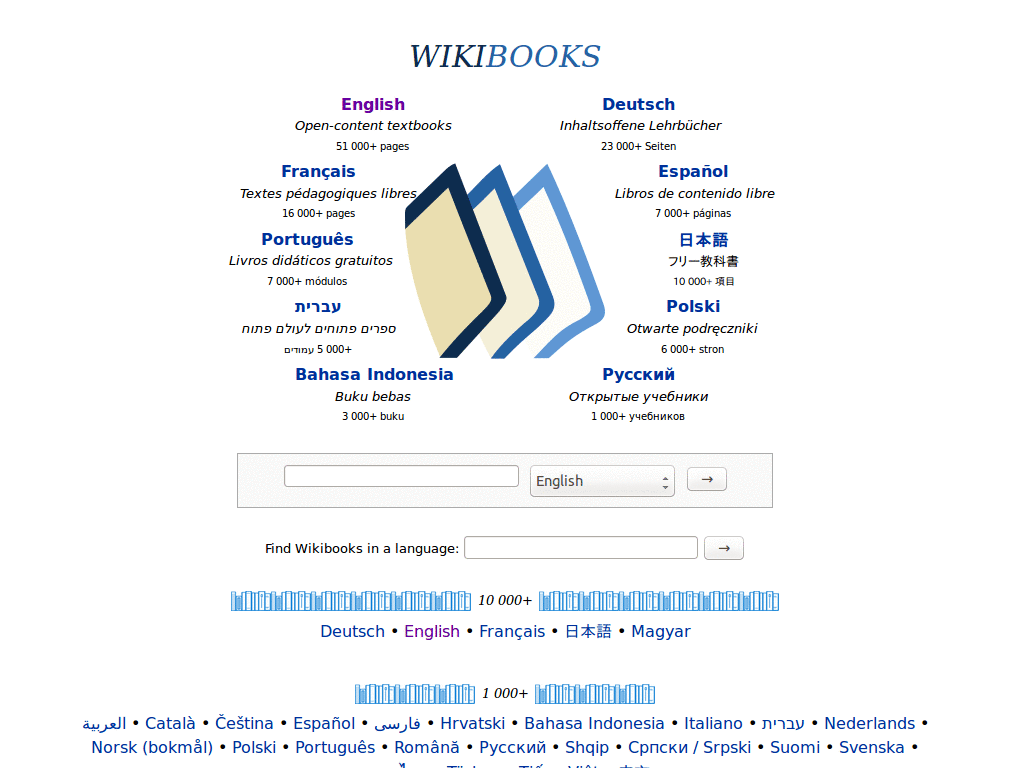 WIKIBOOKS
English
Open-content textbooks
51 000+ pages
Deutsch
Inhaltsoffene Lehrbücher
23 000+ Seiten
Français
Textes pédagogiques libres
16 000+ pages
Español
Libros de contenido libre
7 000+ páginas
Português
Livros didáticos gratuitos
7 000+ módulos
日本語
フリー教科書
10 000+ 項目
עברית
ספרים פתוחים לעולם פתוח
5 000+ עמודים
Polski
Otwarte podręczniki
6 000+ stron
Bahasa Indonesia
Buku bebas
3 000+ buku
Русский
Открытые учебники
1 000+ учебников
English →
Find Wikibooks in a language: →
10 000+
Deutsch • English • Français • 日本語 • Magyar
1 000+
العربية • Català • Čeština • Español • فارسی • Hrvatski • Bahasa Indonesia • Italiano • עברית • Nederlands •
Norsk (bokmål) • Polski • Português • Română • Русский • Shqip • Српски / Srpski • Suomi • Svenska •